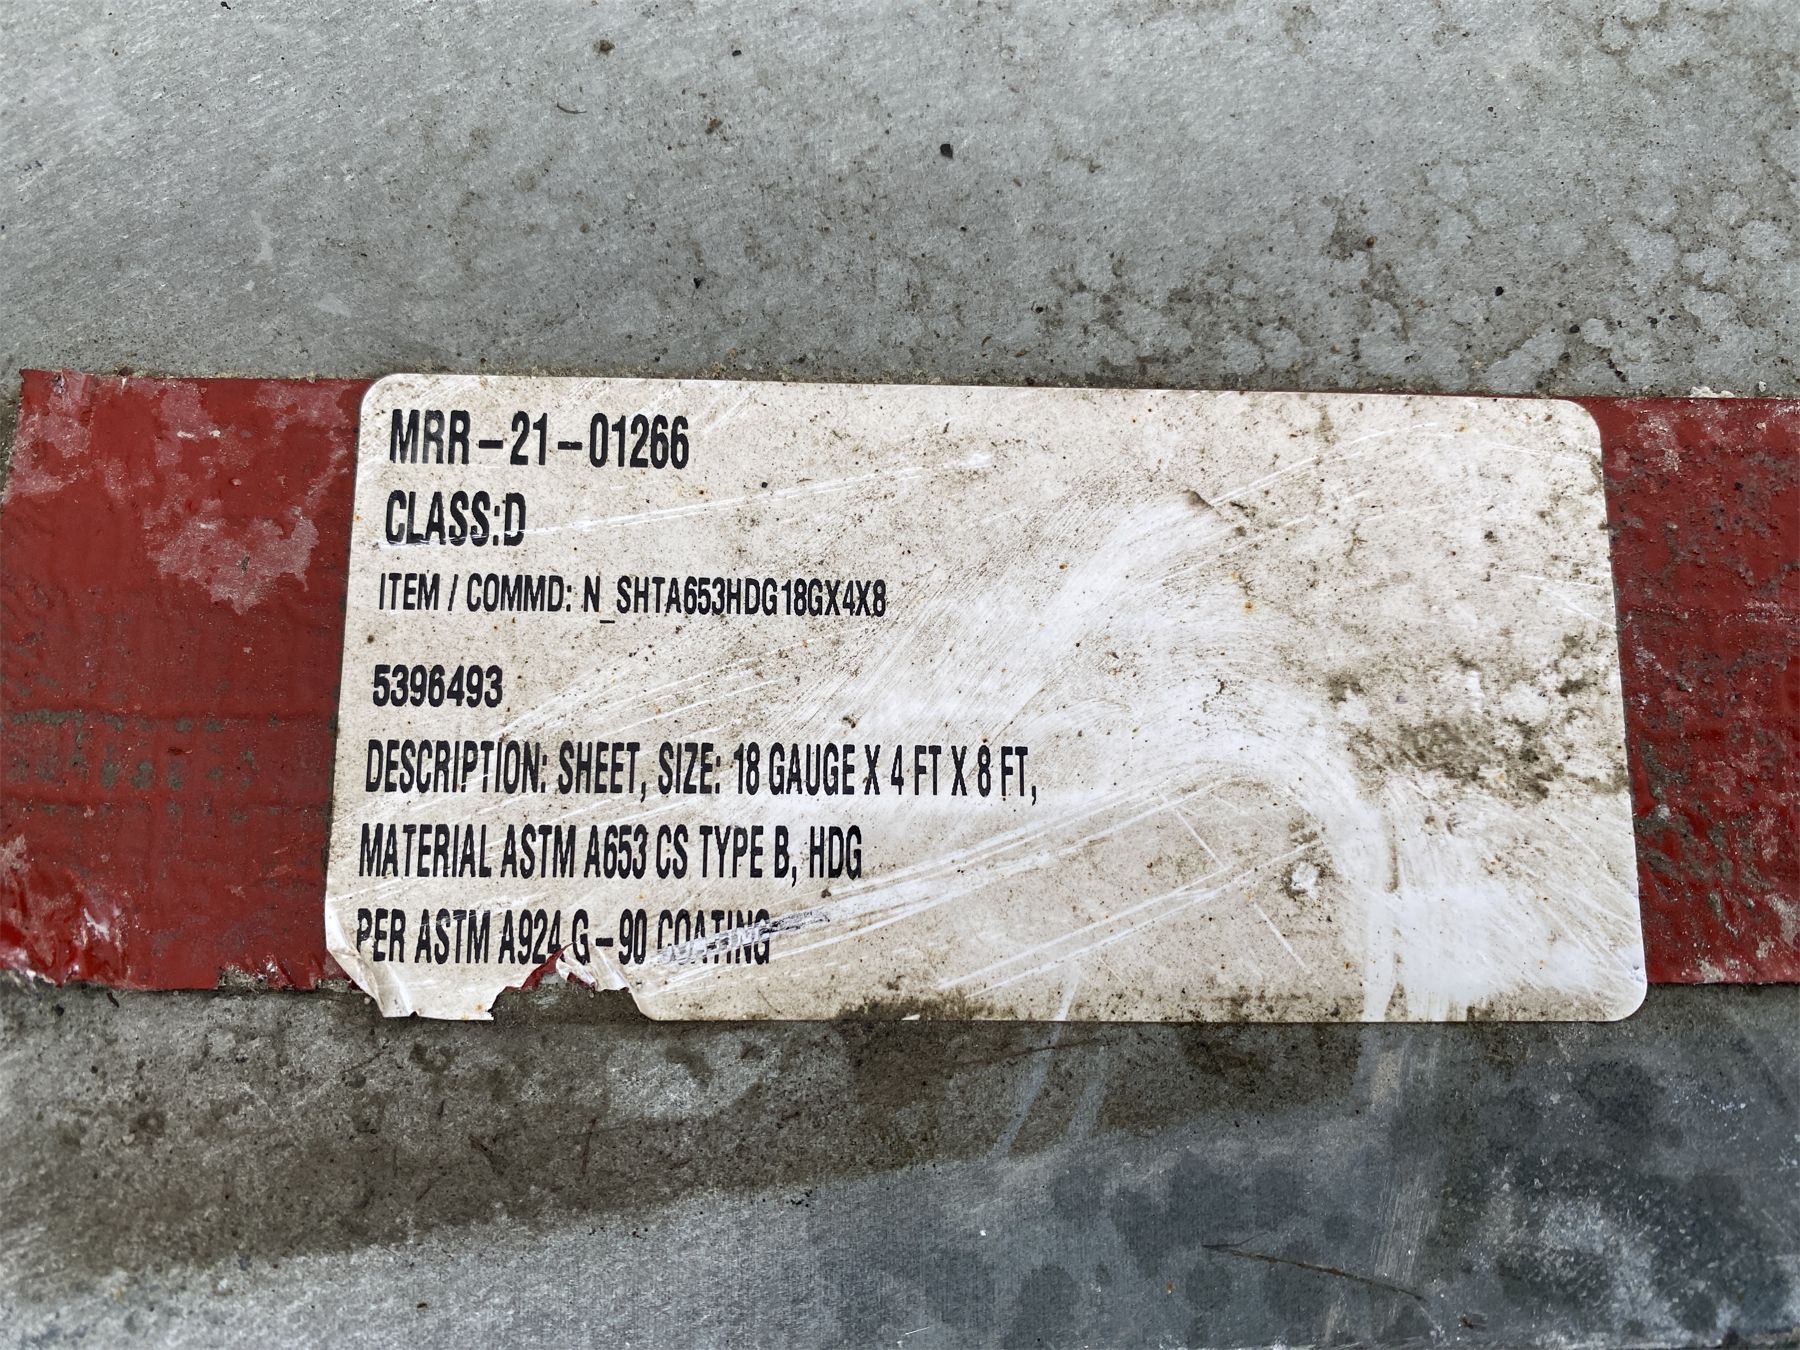 MRR-21-01266
CLASS:D
ITEM / COMMD: N_SHTA653HDG18GX4X8
5396493
DESCRIPTION: SHEET, SIZE: 18 GAUGE X 4 FT X 8 FT,
MATERIAL ASTM A653 CS TYPE B, HDG
PER ASTM A924 G-90 COATING